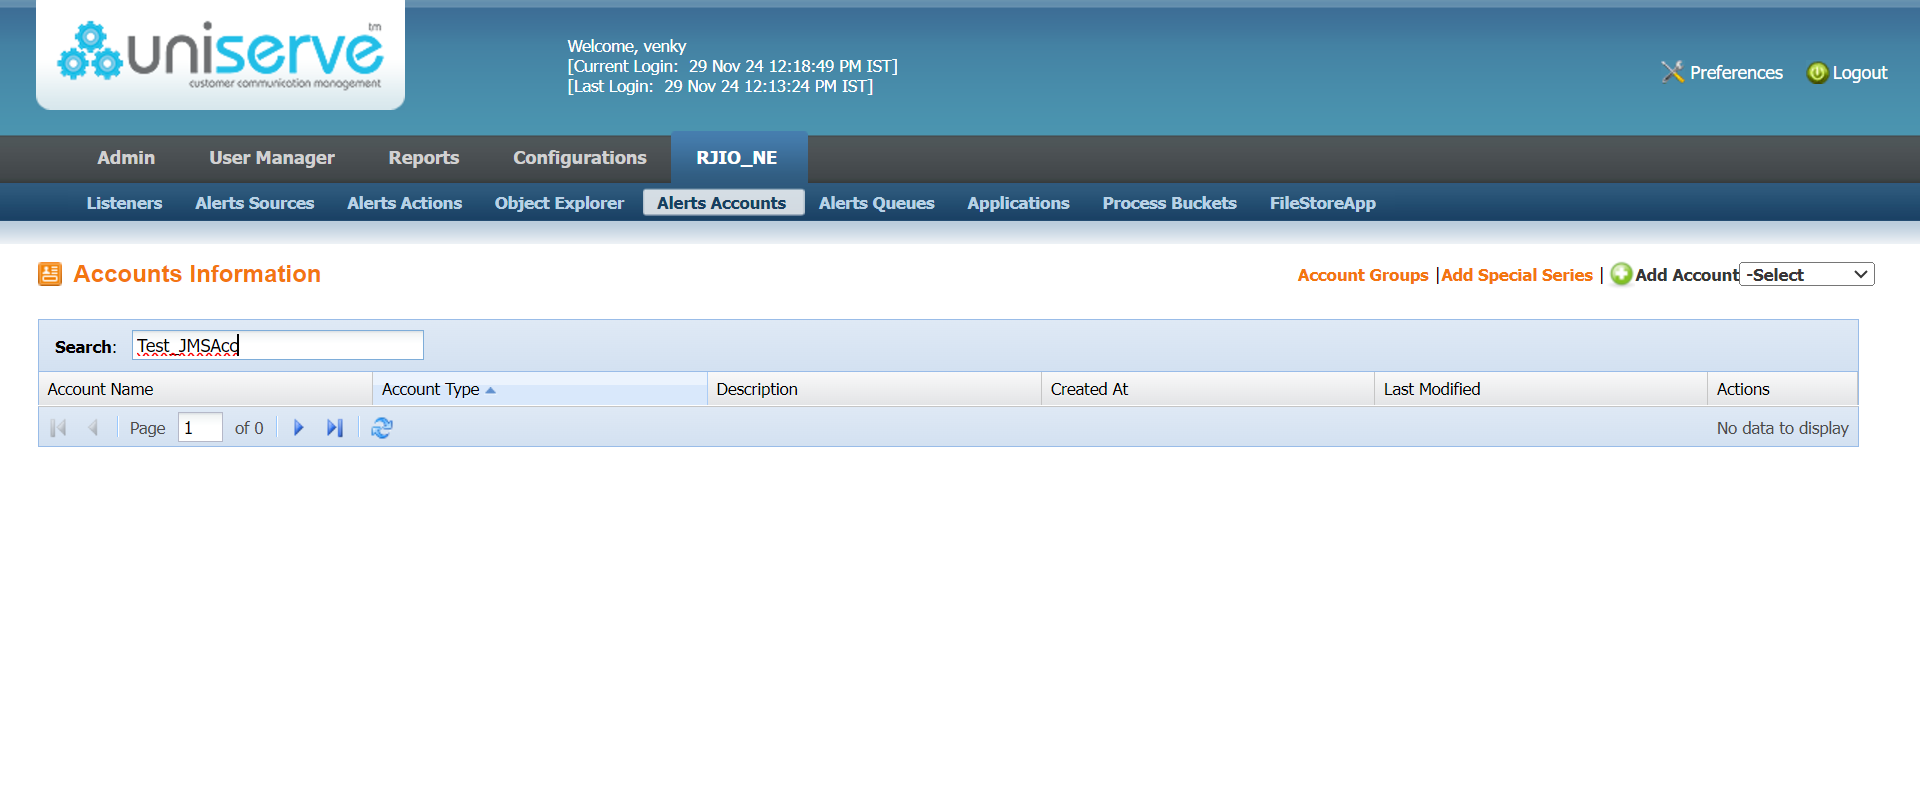 uniserve tm
customer communication management
Welcome, venky
[Current Login: 29 Nov 24 12:18:49 PM IST]
[Last Login: 29 Nov 24 12:13:24 PM IST]
Preferences Logout
Admin User Manager Reports Configurations RJIO_NE
Listeners Alerts Sources Alerts Actions Object Explorer Alerts Accounts Alerts Queues Applications Process Buckets FileStoreApp
Accounts Information
Account Groups |Add Special Series | Add Account -Select
Search: Test_JMSAcc
Account Name Account Type Description Created At Last Modified Actions
Page 1 of 0 No data to display